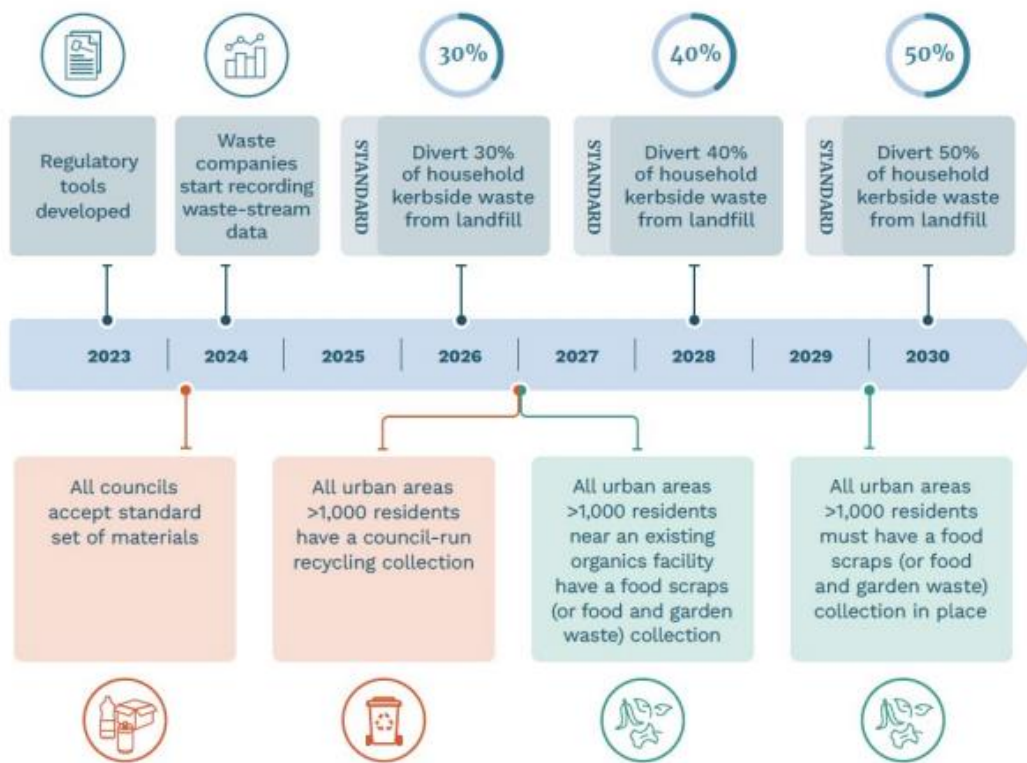 30%
40%
50%
Regulatory
tools
developed
Waste
companies
start recording
waste-stream
data
STANDARD
Divert 30%
of household
kerbside waste
from landfill
STANDARD
Divert 40%
of household
kerbside waste
from landfill
STANDARD
Divert 50%
of household
kerbside waste
from landfill
2023
2024
2025
2026
2027
2028
2029
2030
All councils
accept standard
set of materials
All urban areas
>1,000 residents
have a council-run
recycling collection
All urban areas
>1,000 residents
near an existing
organics facility
have a food scraps
(or food and garden
waste) collection
All urban areas
>1,000 residents
must have a food
scraps (or food
and garden waste)
collection in place